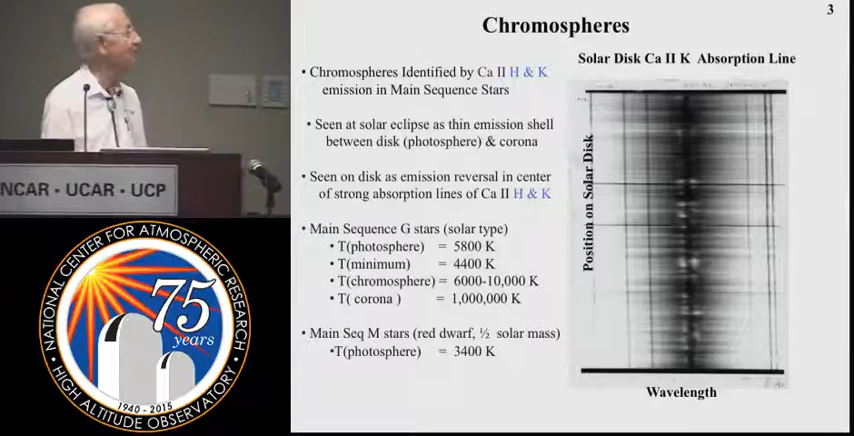 3
Chromospheres
• Chromospheres Identified by Ca II H & K
emission in Main Sequence Stars
• Seen at solar eclipse as thin emission shell
between disk (photosphere) & corona
• Seen on disk as emission reversal in center
of strong absorption lines of Ca II H & K
• Main Sequence G stars (solar type)
• T(photosphere) = 5800 K
• T(minimum) = 4400 K
• T(chromosphere) = 6000-10,000 K
• T( corona ) = 1,000,000 K
• Main Seq M stars (red dwarf, ½ solar mass)
•T(photosphere) = 3400 K
Solar Disk Ca II K Absorption Line
Position on Solar Disk
Wavelength
NCAR • UCAR • UCP
NATIONAL CENTER FOR ATMOSPHERIC RESEARCH
75
years
1940 - 2015
HIGH ALTITUDE OBSERVATORY